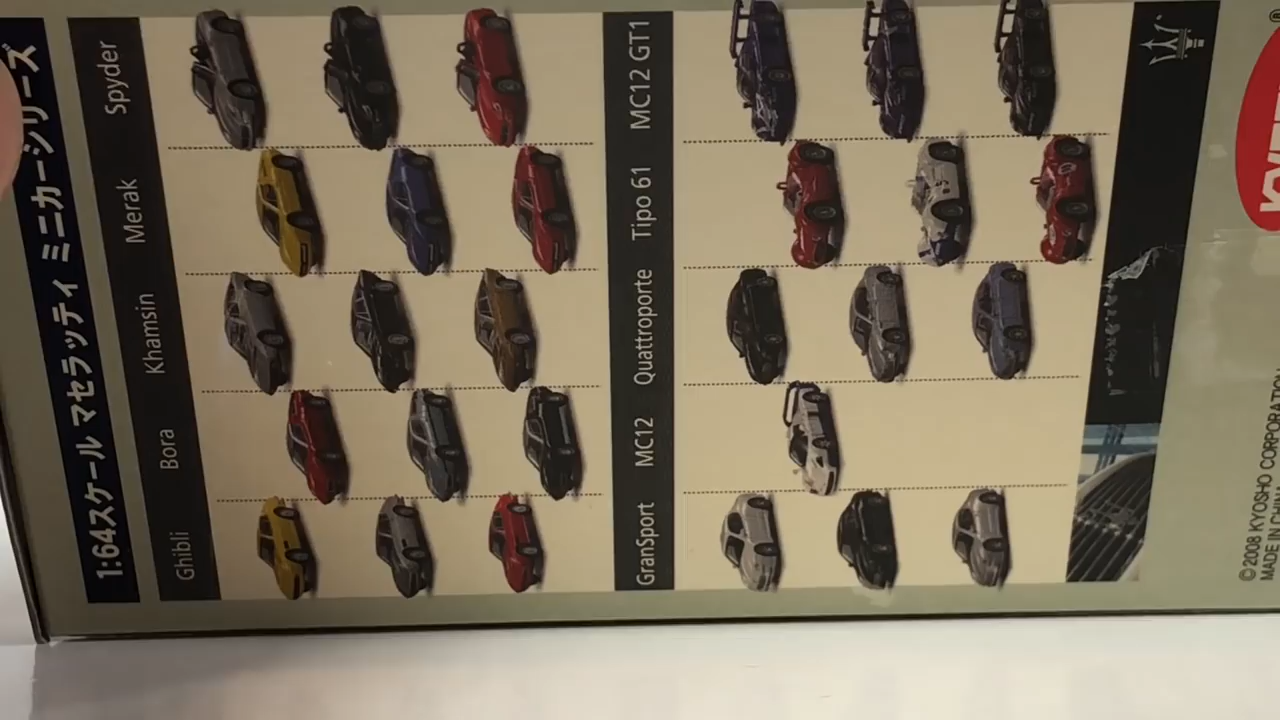 1:64スケール マセラッティ ミニカーシリーズ
Ghibli Bora Khamsin Merak Spyder
GranSport MC12 Quattroporte Tipo 61 MC12 GT1
©2008 KYOSHO CORPORATION
MADE IN CHINA